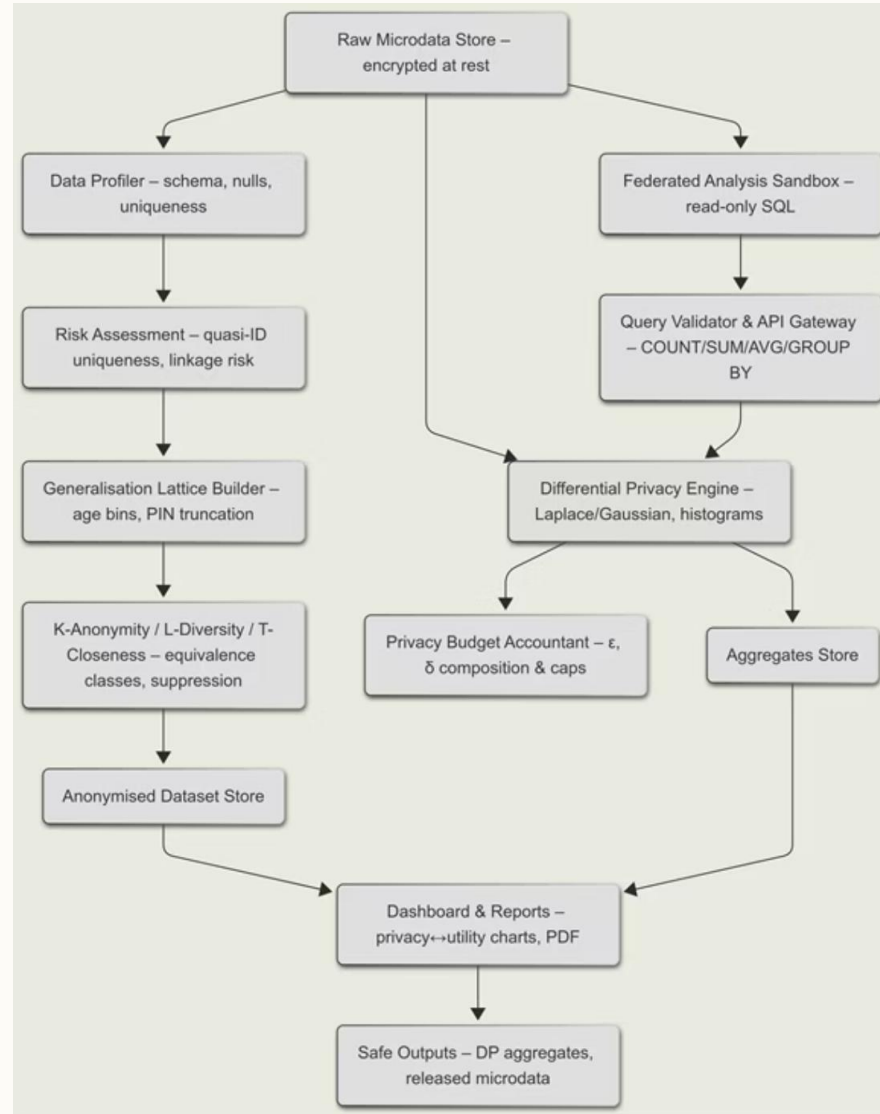 Raw Microdata Store –
encrypted at rest
Data Profiler – schema, nulls,
uniqueness
Federated Analysis Sandbox –
read-only SQL
Risk Assessment – quasi-ID
uniqueness, linkage risk
Query Validator & API Gateway
– COUNT/SUM/AVG/GROUP
BY
Generalisation Lattice Builder –
age bins, PIN truncation
Differential Privacy Engine –
Laplace/Gaussian, histograms
K-Anonymity / L-Diversity / T-
Closeness – equivalence
classes, suppression
Privacy Budget Accountant – ε,
δ composition & caps
Aggregates Store
Anonymised Dataset Store
Dashboard & Reports –
privacy↔utility charts, PDF
Safe Outputs – DP aggregates,
released microdata